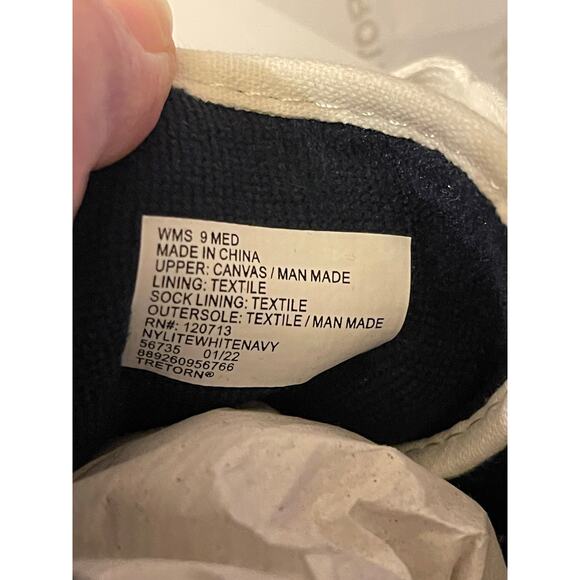 WMS 9 MED
MADE IN CHINA
UPPER: CANVAS / MAN MADE
LINING: TEXTILE
SOCK LINING: TEXTILE
OUTERSOLE: TEXTILE / MAN MADE
RN#: 120713
NYLITEWHITENAVY
56735 01/22
889260956766
TRETORN®